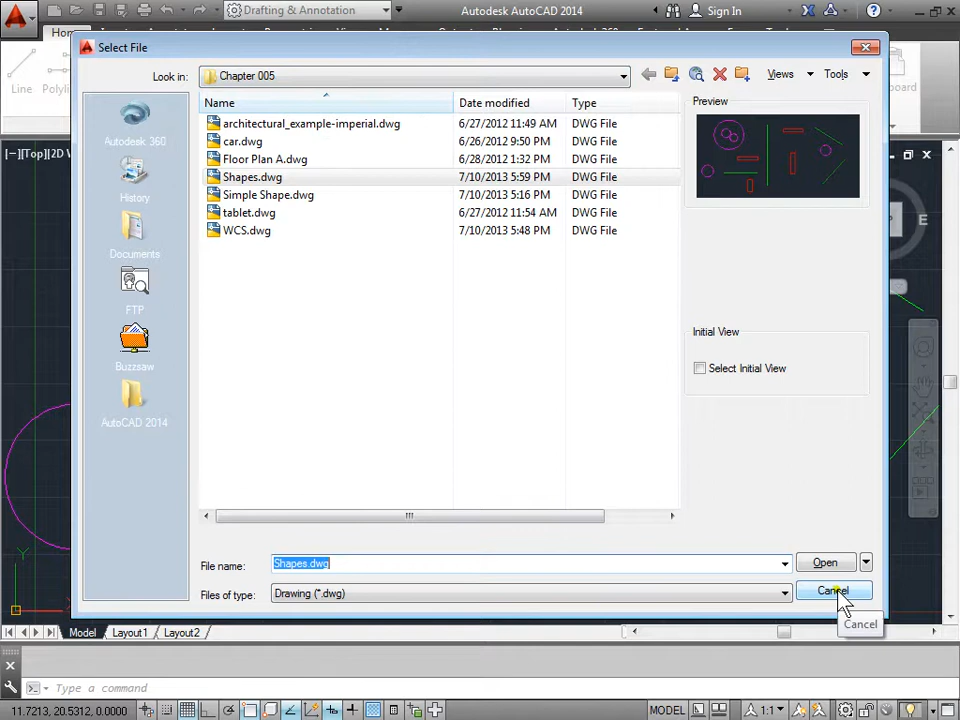 Drafting & Annotation
Autodesk AutoCAD 2014
Sign In
Select File
Look in:
Chapter 005
Views
Tools
Line
Autodesk 360
History
Documents
FTP
Buzzsaw
AutoCAD 2014
Name
Date modified
Type
architectural_example-imperial.dwg 6/27/2012 11:49 AM DWG File
car.dwg 6/26/2012 9:50 PM DWG File
Floor Plan A.dwg 6/28/2012 1:32 PM DWG File
Shapes.dwg 7/10/2013 5:59 PM DWG File
Simple Shape.dwg 7/10/2013 5:16 PM DWG File
tablet.dwg 6/27/2012 11:54 AM DWG File
WCS.dwg 7/10/2013 5:48 PM DWG File
Preview
Initial View
Select Initial View
[−][Top][2D
E
File name:
Shapes.dwg
Open
Files of type:
Drawing (*.dwg)
Cancel
Cancel
Y
Model
Layout1
Layout2
Type a command
11.7213, 20.5312, 0.0000
MODEL
1:1